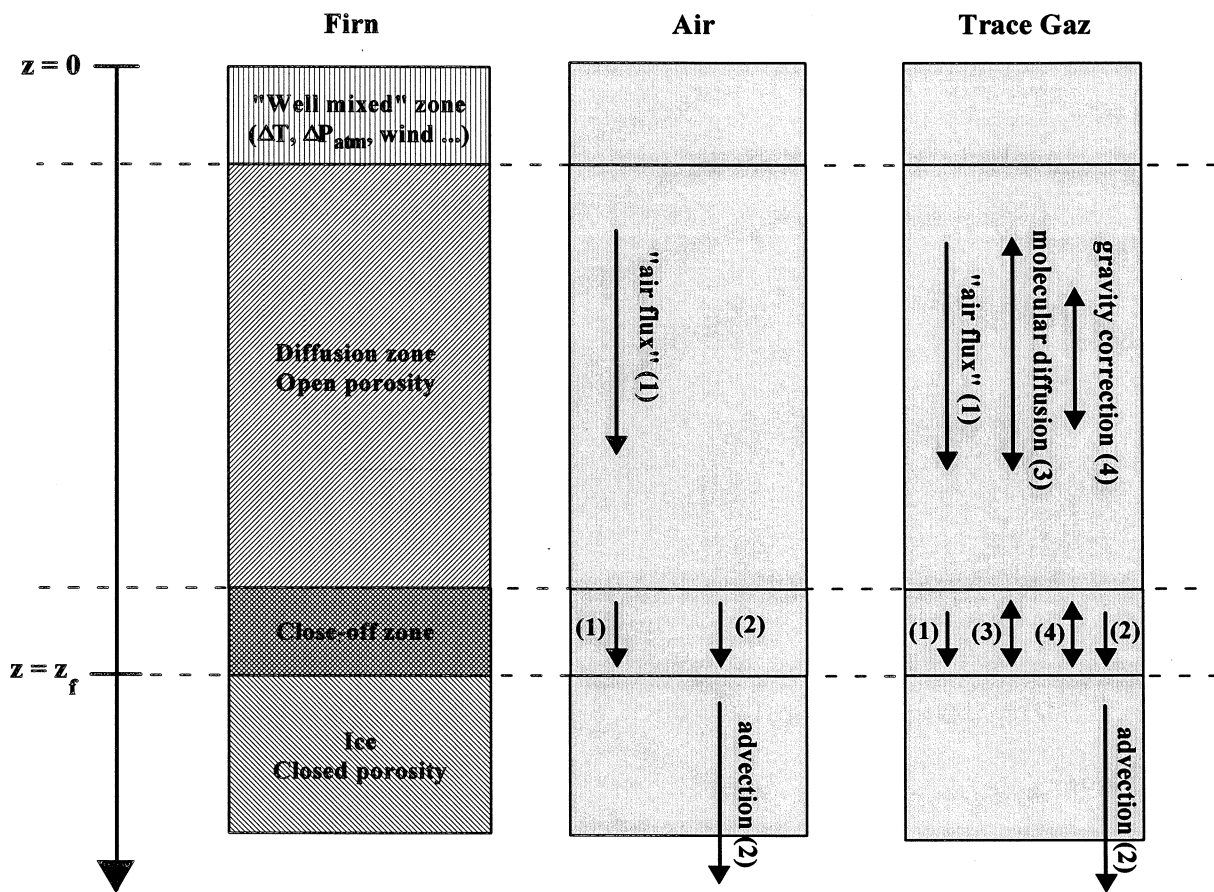 Firn
Air
Trace Gaz
z = 0
"Well mixed" zone
(ΔT, ΔP_atm, wind ...)
Diffusion zone
Open porosity
"air flux" (1)
"air flux" (1)
molecular diffusion (3)
gravity correction (4)
Close-off zone
(1)
(2)
(1)
(3)
(4)
(2)
z = z_f
Ice
Closed porosity
advection (2)
advection (2)